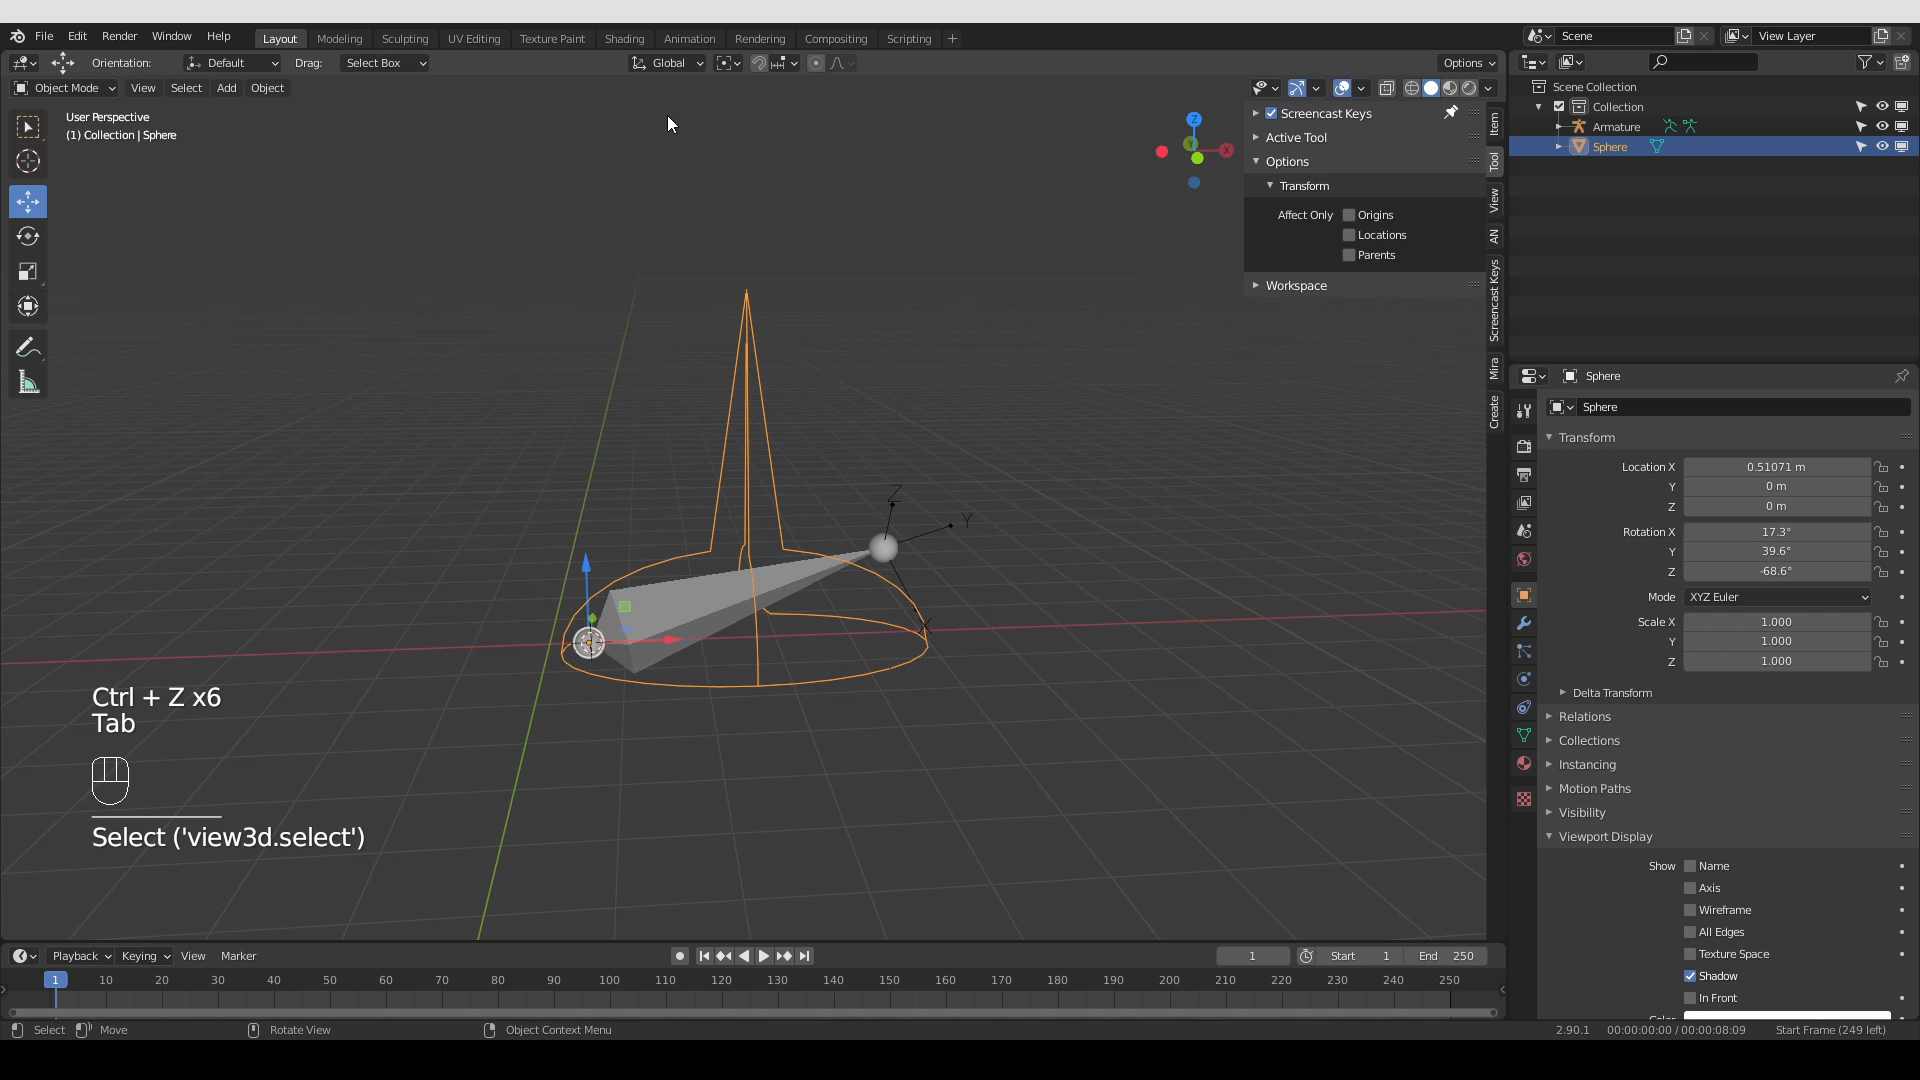 File Edit Render Window Help Layout Modeling Sculpting UV Editing Texture Paint Shading Animation Rendering Compositing Scripting + Scene View Layer
Orientation: Default Drag: Select Box Global Options
Object Mode View Select Add Object
User Perspective
(1) Collection | Sphere
Z
X
Y
Screencast Keys
Active Tool
Options
Transform
Affect Only Origins
Locations
Parents
Workspace
Item
Tool
View
AN
Screencast Keys
Mira
Create
Scene Collection
Collection
Armature
Sphere
Z
Y
X
Ctrl + Z x6
Tab
Select ('view3d.select')
Sphere
Sphere
Transform
Location X 0.51071 m
Y 0 m
Z 0 m
Rotation X 17.3°
Y 39.6°
Z -68.6°
Mode XYZ Euler
Scale X 1.000
Y 1.000
Z 1.000
Delta Transform
Relations
Collections
Instancing
Motion Paths
Visibility
Viewport Display
Show Name
Axis
Wireframe
All Edges
Texture Space
Shadow
In Front
Playback Keying View Marker 1 Start 1 End 250
1 10 20 30 40 50 60 70 80 90 100 110 120 130 140 150 160 170 180 190 200 210 220 230 240 250
Select Move Rotate View Object Context Menu 2.90.1 00:00:00:00 / 00:00:08:09 Start Frame (249 left)